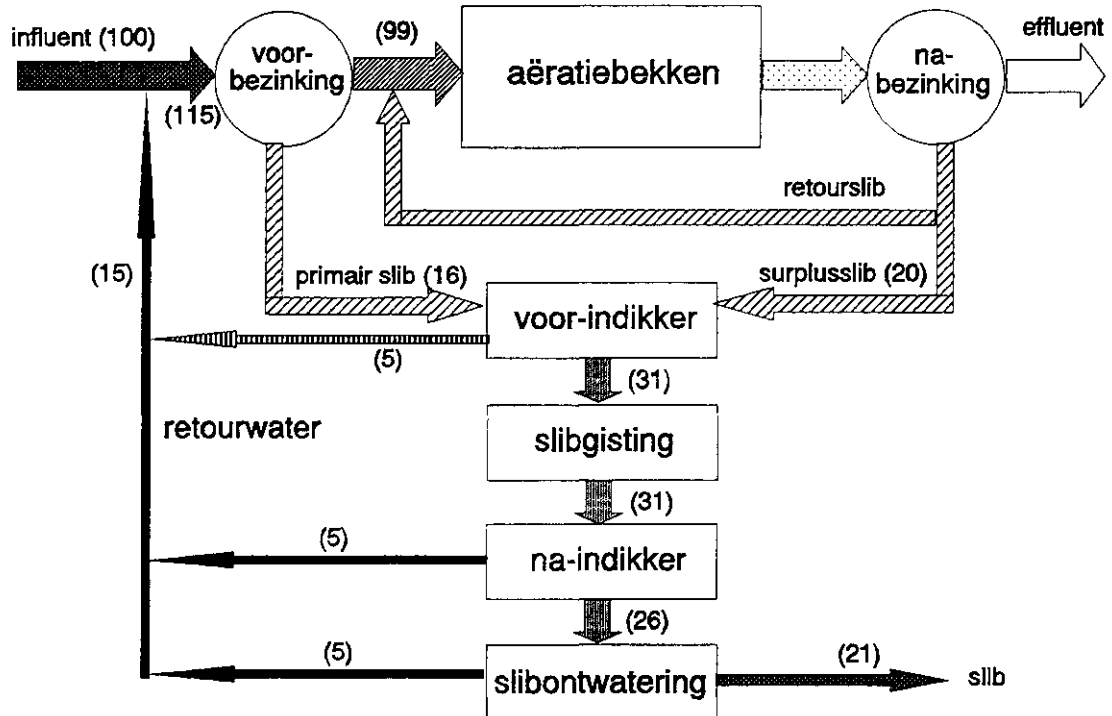 influent (100)
(115)
voor-
bezinking
(99)
aëratiebekken
na-
bezinking
effluent
retourslib
(15)
primair slib (16)
surplusslib (20)
voor-indikker
(5)
(31)
retourwater
slibgisting
(31)
(5)
na-indikker
(26)
(5)
slibontwatering
(21)
slib